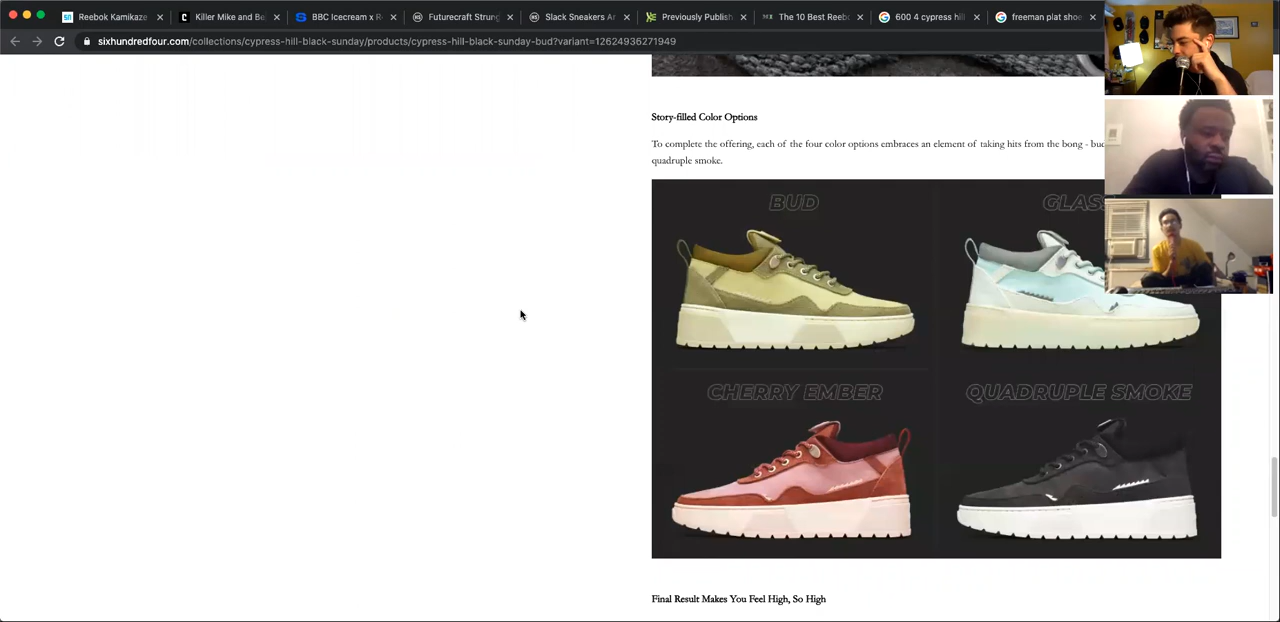 Reebok Kamikaze
Killer Mike and Be
BBC Icecream x R
Futurecraft Strung
Slack Sneakers Ar
Previously Publish
The 10 Best Reeb
600 4 cypress hil
freeman plat shoe
sixhundredfour.com/collections/cypress-hill-black-sunday/products/cypress-hill-black-sunday-bud?variant=12624936271949
Story-filled Color Options
To complete the offering, each of the four color options embraces an element of taking hits from the bong - bud
quadruple smoke.
BUD
GLASS
CHERRY EMBER
QUADRUPLE SMOKE
Final Result Makes You Feel High, So High